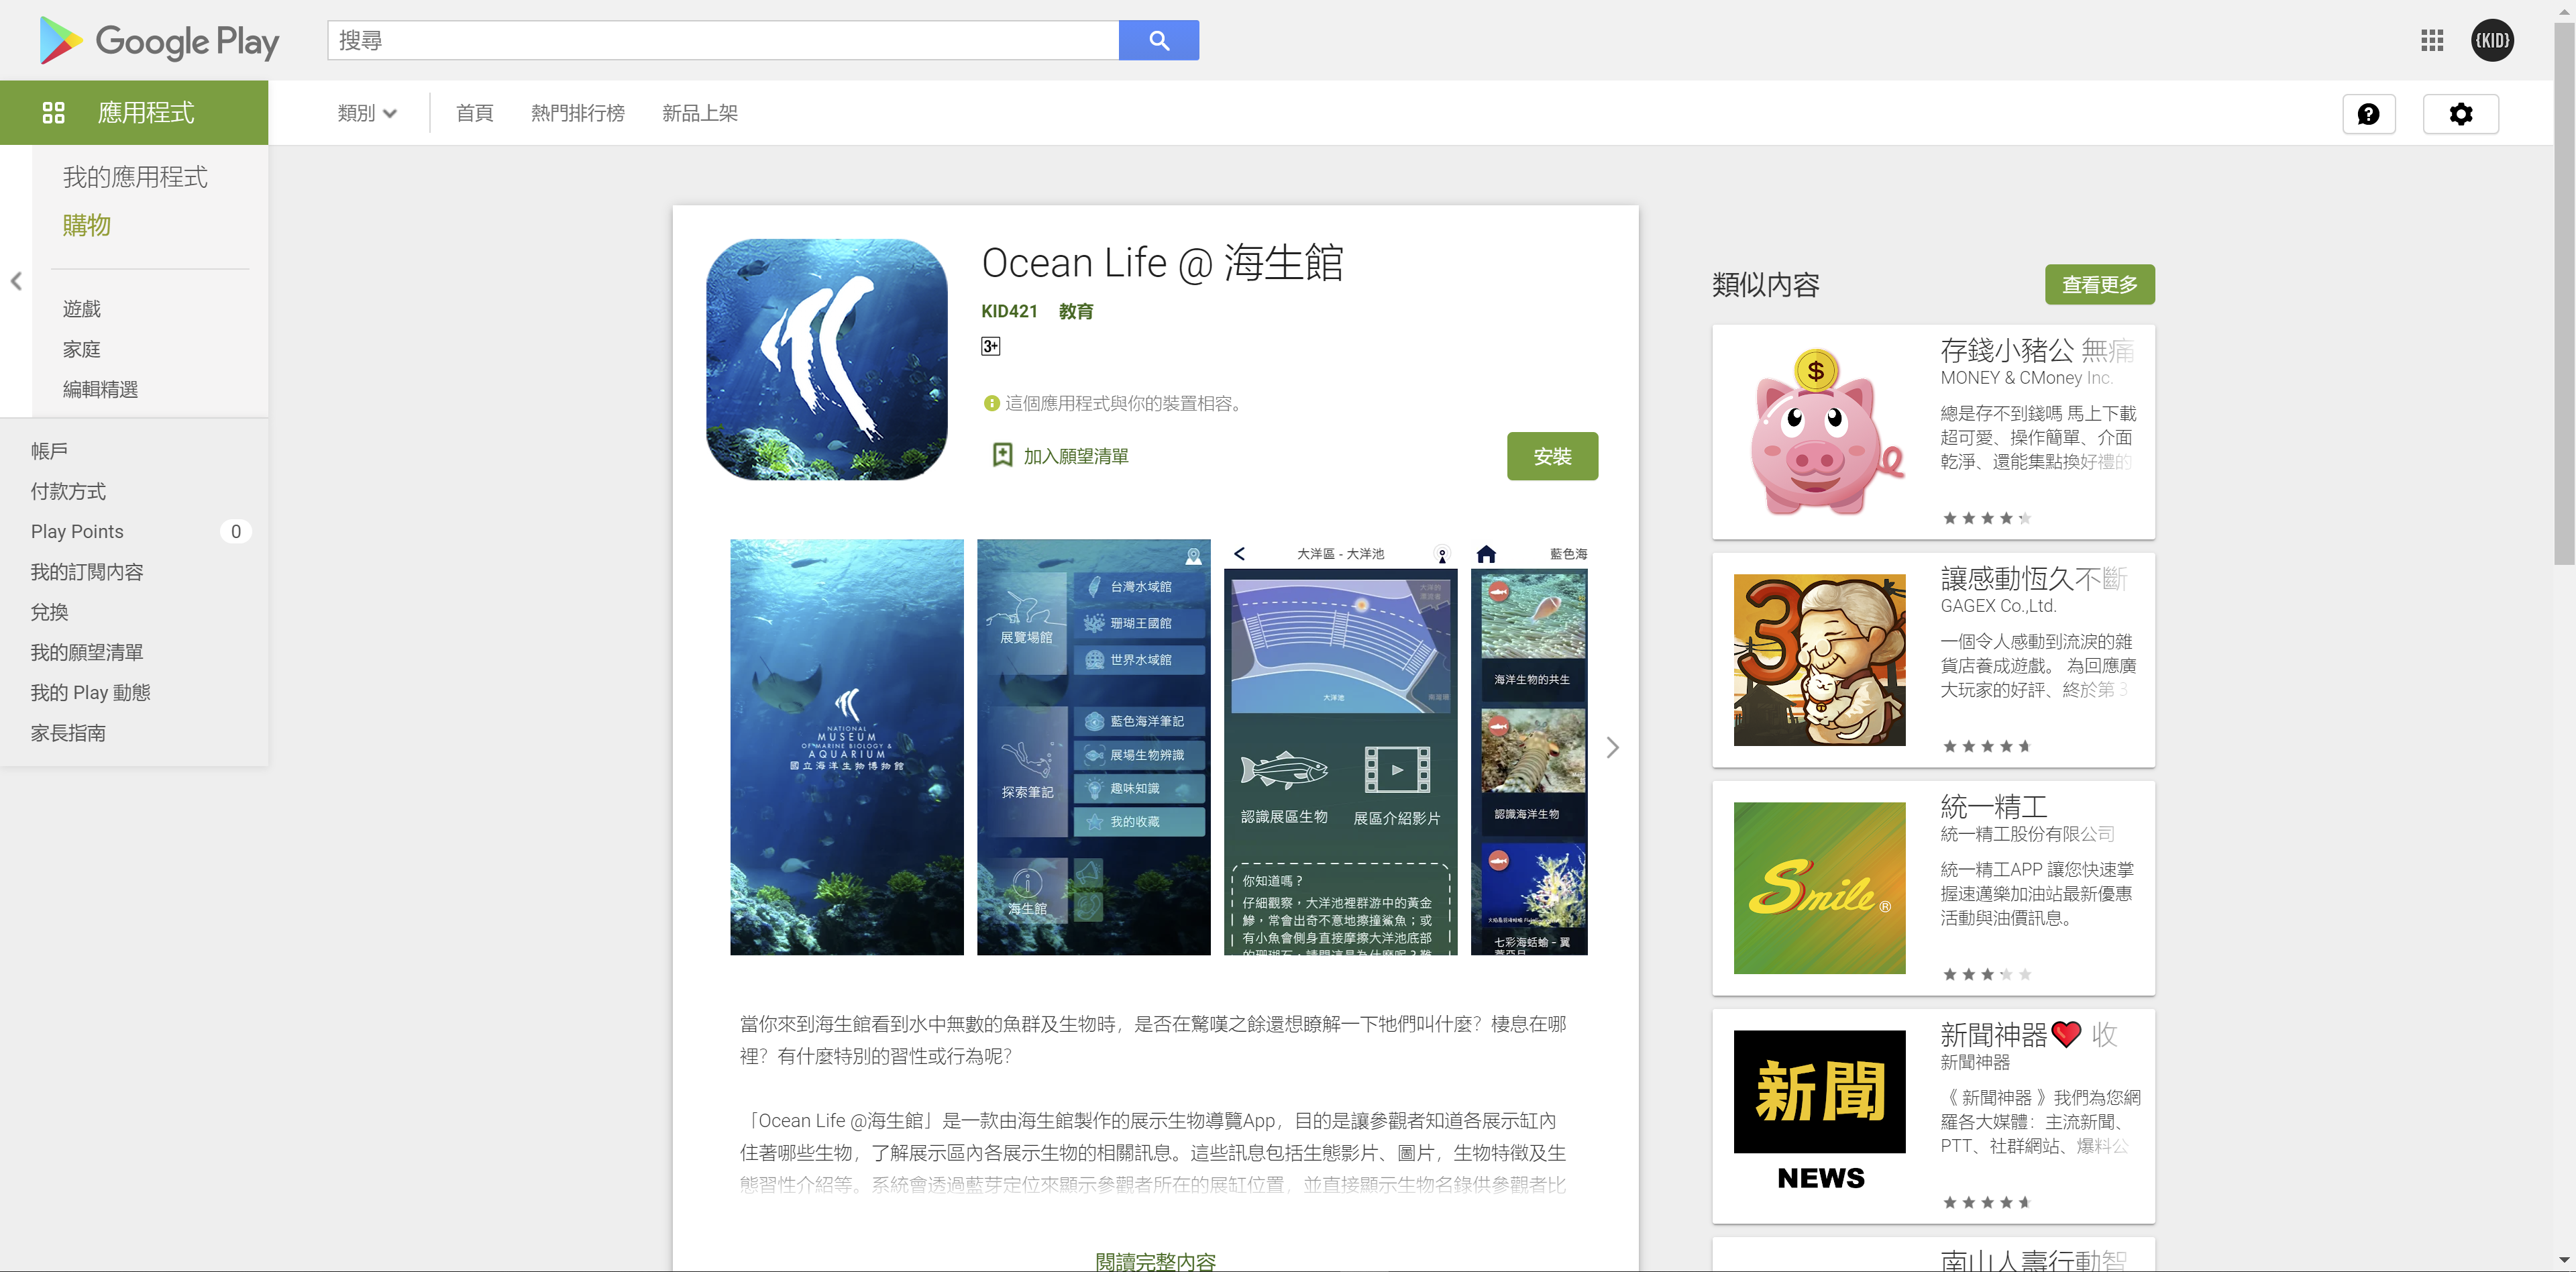 Google Play
搜尋
{KID}
應用程式
類別
首頁
熱門排行榜
新品上架
我的應用程式
購物
遊戲
家庭
編輯精選
帳戶
付款方式
Play Points
0
我的訂閱內容
兌換
我的願望清單
我的 Play 動態
家長指南
Ocean Life @ 海生館
KID421 教育
3+
這個應用程式與你的裝置相容。
加入願望清單
安裝
NATIONAL
MUSEUM
OF MARINE BIOLOGY &
AQUARIUM
國立海洋生物博物館
展覽場館
台灣水域館
珊瑚王國館
世界水域館
探索筆記
藍色海洋筆記
展場生物辨識
趣味知識
我的收藏
海生館
大洋區 - 大洋池
大洋池
認識展區生物
展區介紹影片
你知道嗎？
仔細觀察，大洋池裡群游中的黃金
鰺，常會出奇不意地擦撞鯊魚；或
有小魚會側身直接摩擦大洋池底部
藍色海
海洋生物的共生
認識海洋生物
七彩海蛞蝓 - 翼
當你來到海生館看到水中無數的魚群及生物時，是否在驚嘆之餘還想瞭解一下牠們叫什麼？棲息在哪
裡？有什麼特別的習性或行為呢？
「Ocean Life @海生館」是一款由海生館製作的展示生物導覽App，目的是讓參觀者知道各展示缸內
住著哪些生物，了解展示區內各展示生物的相關訊息。這些訊息包括生態影片、圖片，生物特徵及生
態習性介紹等。系統會透過藍芽定位來顯示參觀者所在的展缸位置，並直接顯示生物名錄供參觀者比
閱讀完整內容
類似內容
查看更多
存錢小豬公 無痛
MONEY & CMoney Inc.
總是存不到錢嗎 馬上下載
超可愛、操作簡單、介面
乾淨、還能集點換好禮的
讓感動恆久不斷
GAGEX Co.,Ltd.
一個令人感動到流淚的雜
貨店養成遊戲。 為回應廣
大玩家的好評、終於第 3
3
統一精工
統一精工股份有限公司
統一精工APP 讓您快速掌
握速邁樂加油站最新優惠
活動與油價訊息。
Smile®
新聞神器❤ 收
新聞神器
《 新聞神器 》我們為您網
羅各大媒體：主流新聞、
PTT、社群網站、爆料公
新聞
NEWS
南山人壽行動智